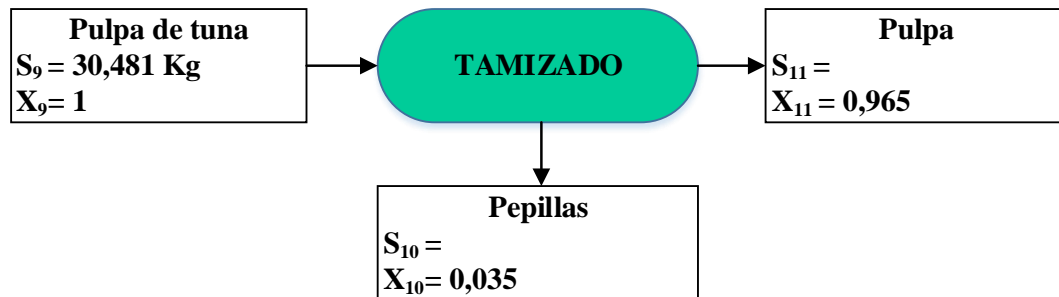 Pulpa de tuna
S₉ = 30,481 Kg
X₉= 1
TAMIZADO
Pulpa
S₁₁ =
X₁₁ = 0,965
Pepillas
S₁₀ =
X₁₀= 0,035